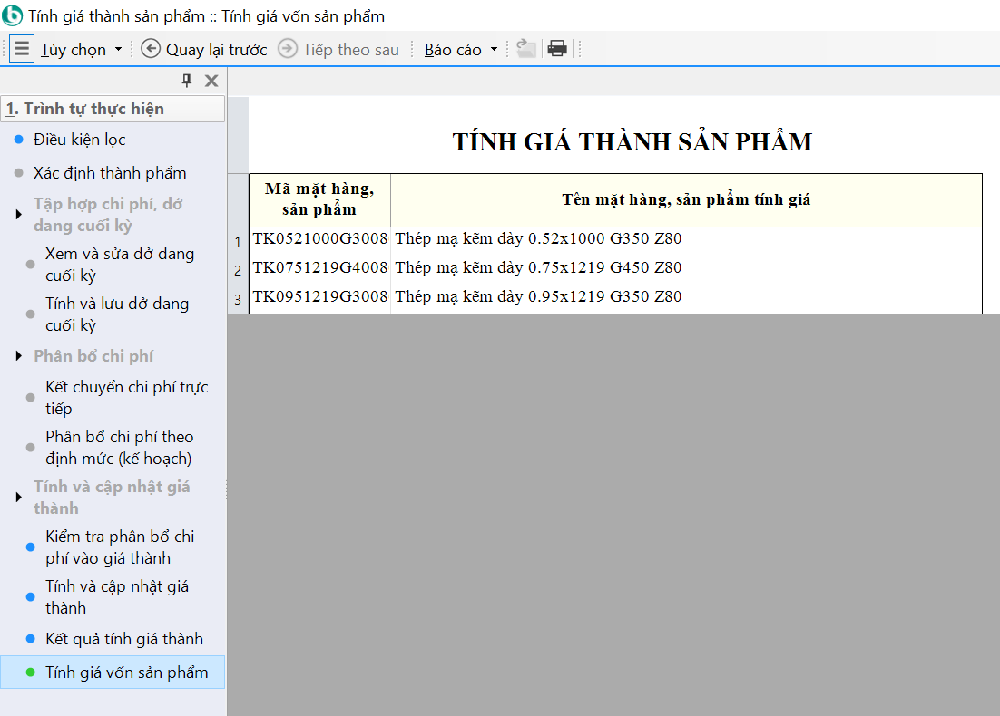 Tính giá thành sản phẩm :: Tính giá vốn sản phẩm
Tùy chọn Quay lại trước Tiếp theo sau Báo cáo
1. Trình tự thực hiện
Điều kiện lọc
Xác định thành phẩm
Tập hợp chi phí, dở
dang cuối kỳ
Xem và sửa dở dang
cuối kỳ
Tính và lưu dở dang
cuối kỳ
Phân bổ chi phí
Kết chuyển chi phí trực
tiếp
Phân bổ chi phí theo
định mức (kế hoạch)
Tính và cập nhật giá
thành
Kiểm tra phân bổ chi
phí vào giá thành
Tính và cập nhật giá
thành
Kết quả tính giá thành
Tính giá vốn sản phẩm
TÍNH GIÁ THÀNH SẢN PHẨM
Mã mặt hàng,
sản phẩm
Tên mặt hàng, sản phẩm tính giá
1 TK0521000G3008 Thép mạ kẽm dày 0.52x1000 G350 Z80
2 TK0751219G4008 Thép mạ kẽm dày 0.75x1219 G450 Z80
3 TK0951219G3008 Thép mạ kẽm dày 0.95x1219 G350 Z80